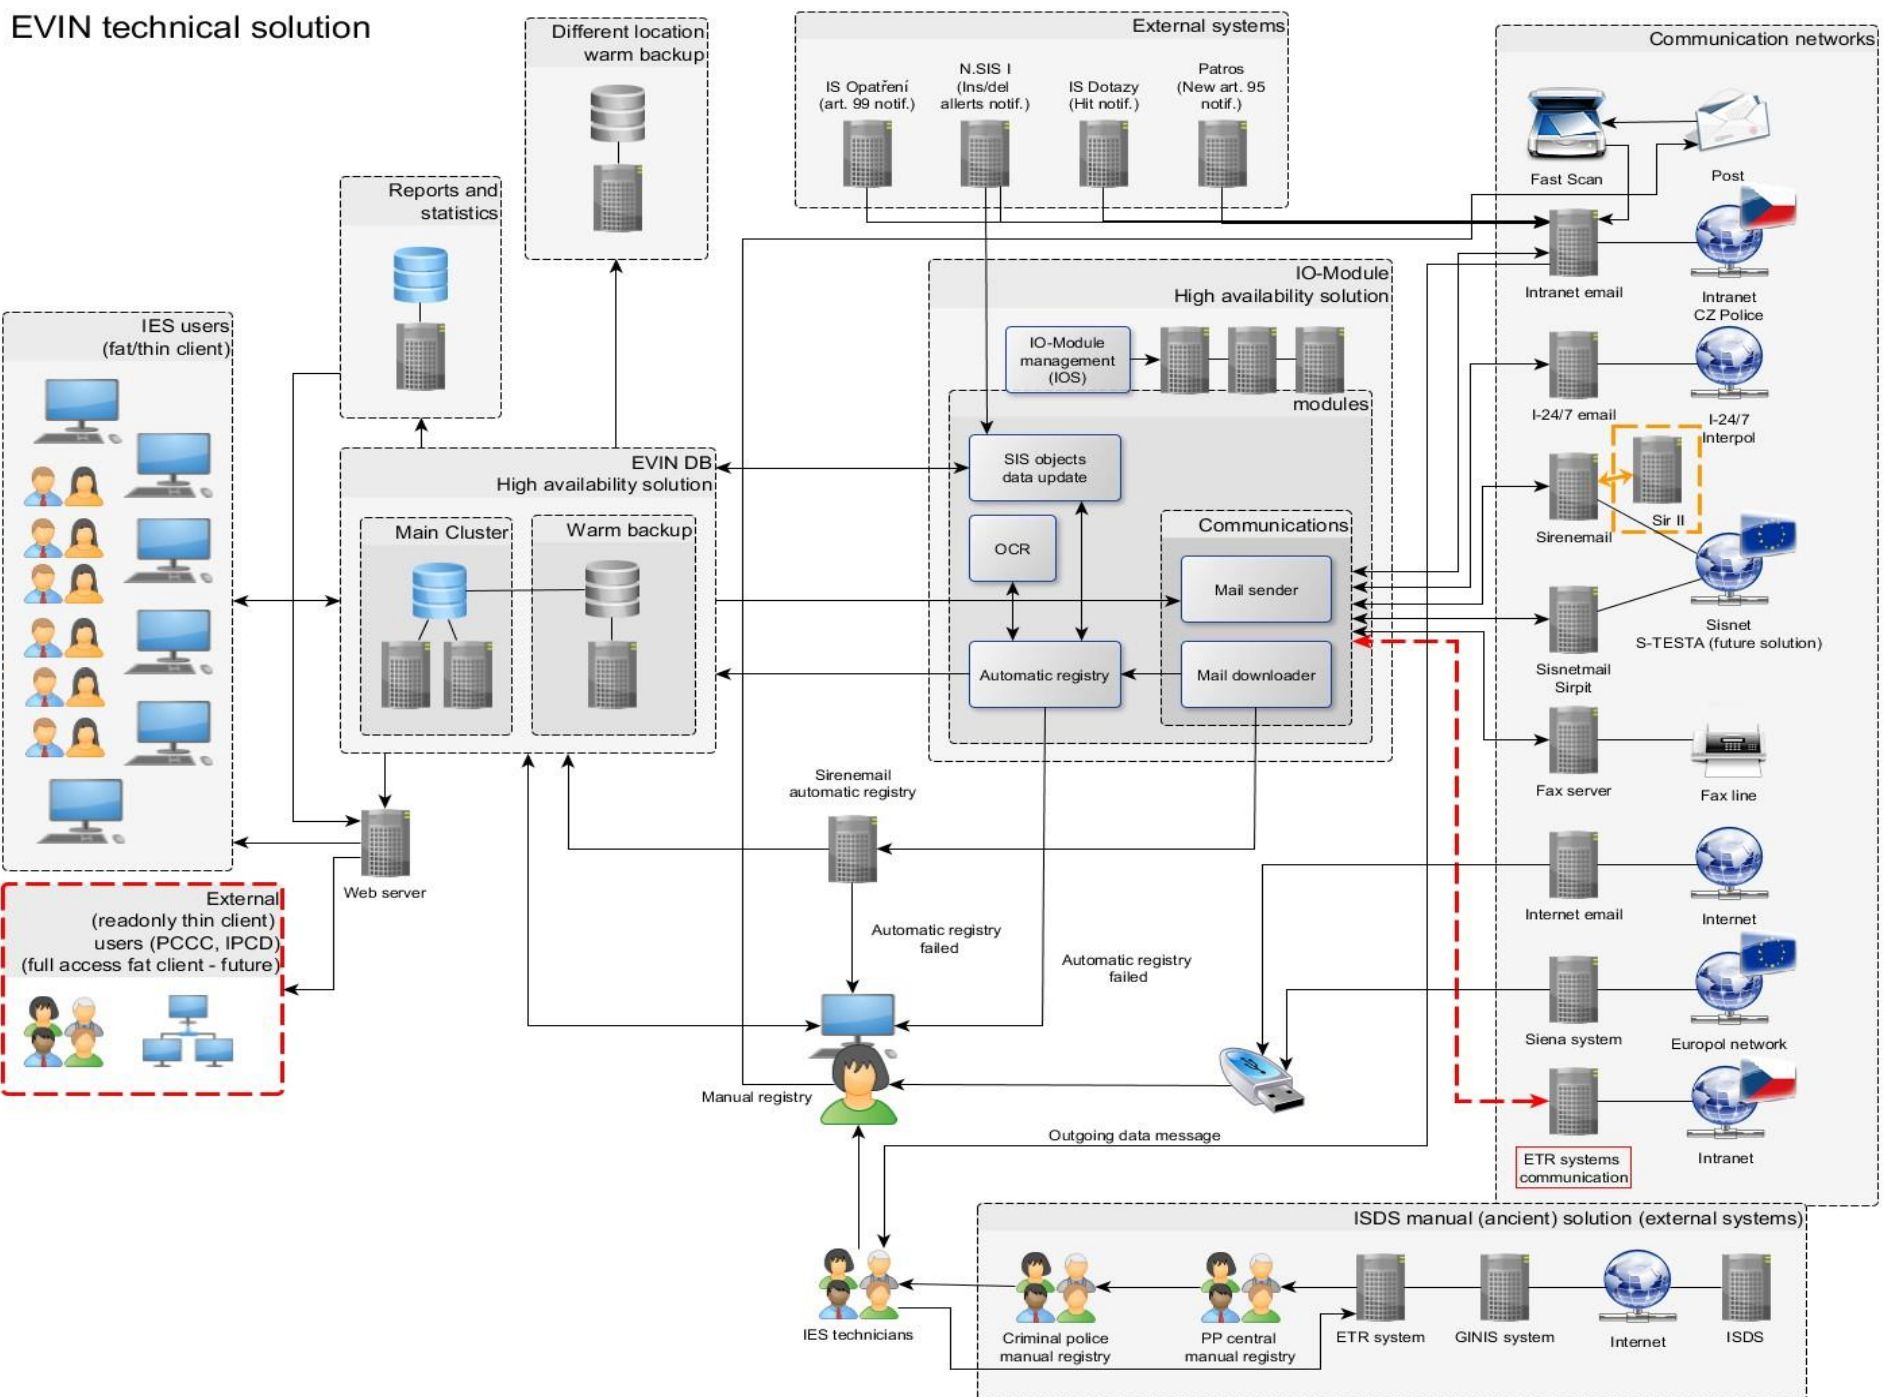 EVIN technical solution
Different location
warm backup
External systems
IS Opatření
(art. 99 notif.)
N.SIS I
(Ins/del
allerts notif.)
IS Dotazy
(Hit notif.)
Patros
(New art. 95
notif.)
Communication networks
Fast Scan
Post
Intranet email
Intranet
CZ Police
I-24/7 email
I-24/7
Interpol
Sir II
Sirenemail
Sisnet
S-TESTA (future solution)
Sisnetmail
Sirpit
Fax server
Fax line
Internet email
Internet
Siena system
Europol network
ETR systems
communication
Intranet
Reports and
statistics
IES users
(fat/thin client)
EVIN DB
High availability solution
Main Cluster
Warm backup
IO-Module
High availability solution
IO-Module
management
(IOS)
modules
SIS objects
data update
OCR
Communications
Mail sender
Automatic registry
Mail downloader
Web server
External
(readonly thin client)
users (PCCC, IPCD)
(full access fat client - future)
Sirenemail
automatic registry
Automatic registry
failed
Automatic registry
failed
Manual registry
Outgoing data message
ISDS manual (ancient) solution (external systems)
IES technicians
Criminal police
manual registry
PP central
manual registry
ETR system
GINIS system
Internet
ISDS